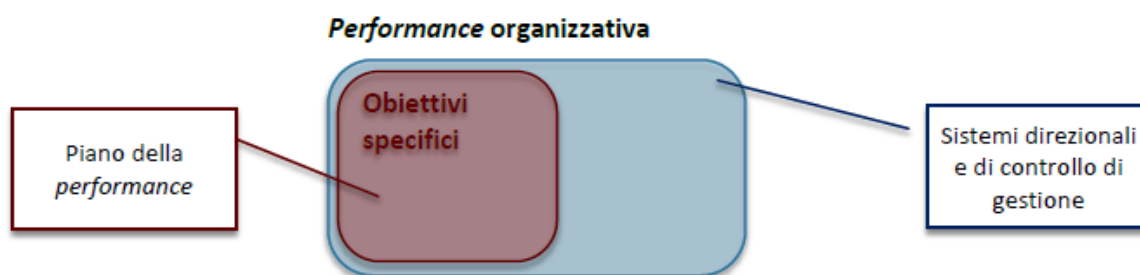 Performance organizzativa
Obiettivi
specifici
Piano della
performance
Sistemi direzionali
e di controllo di
gestione